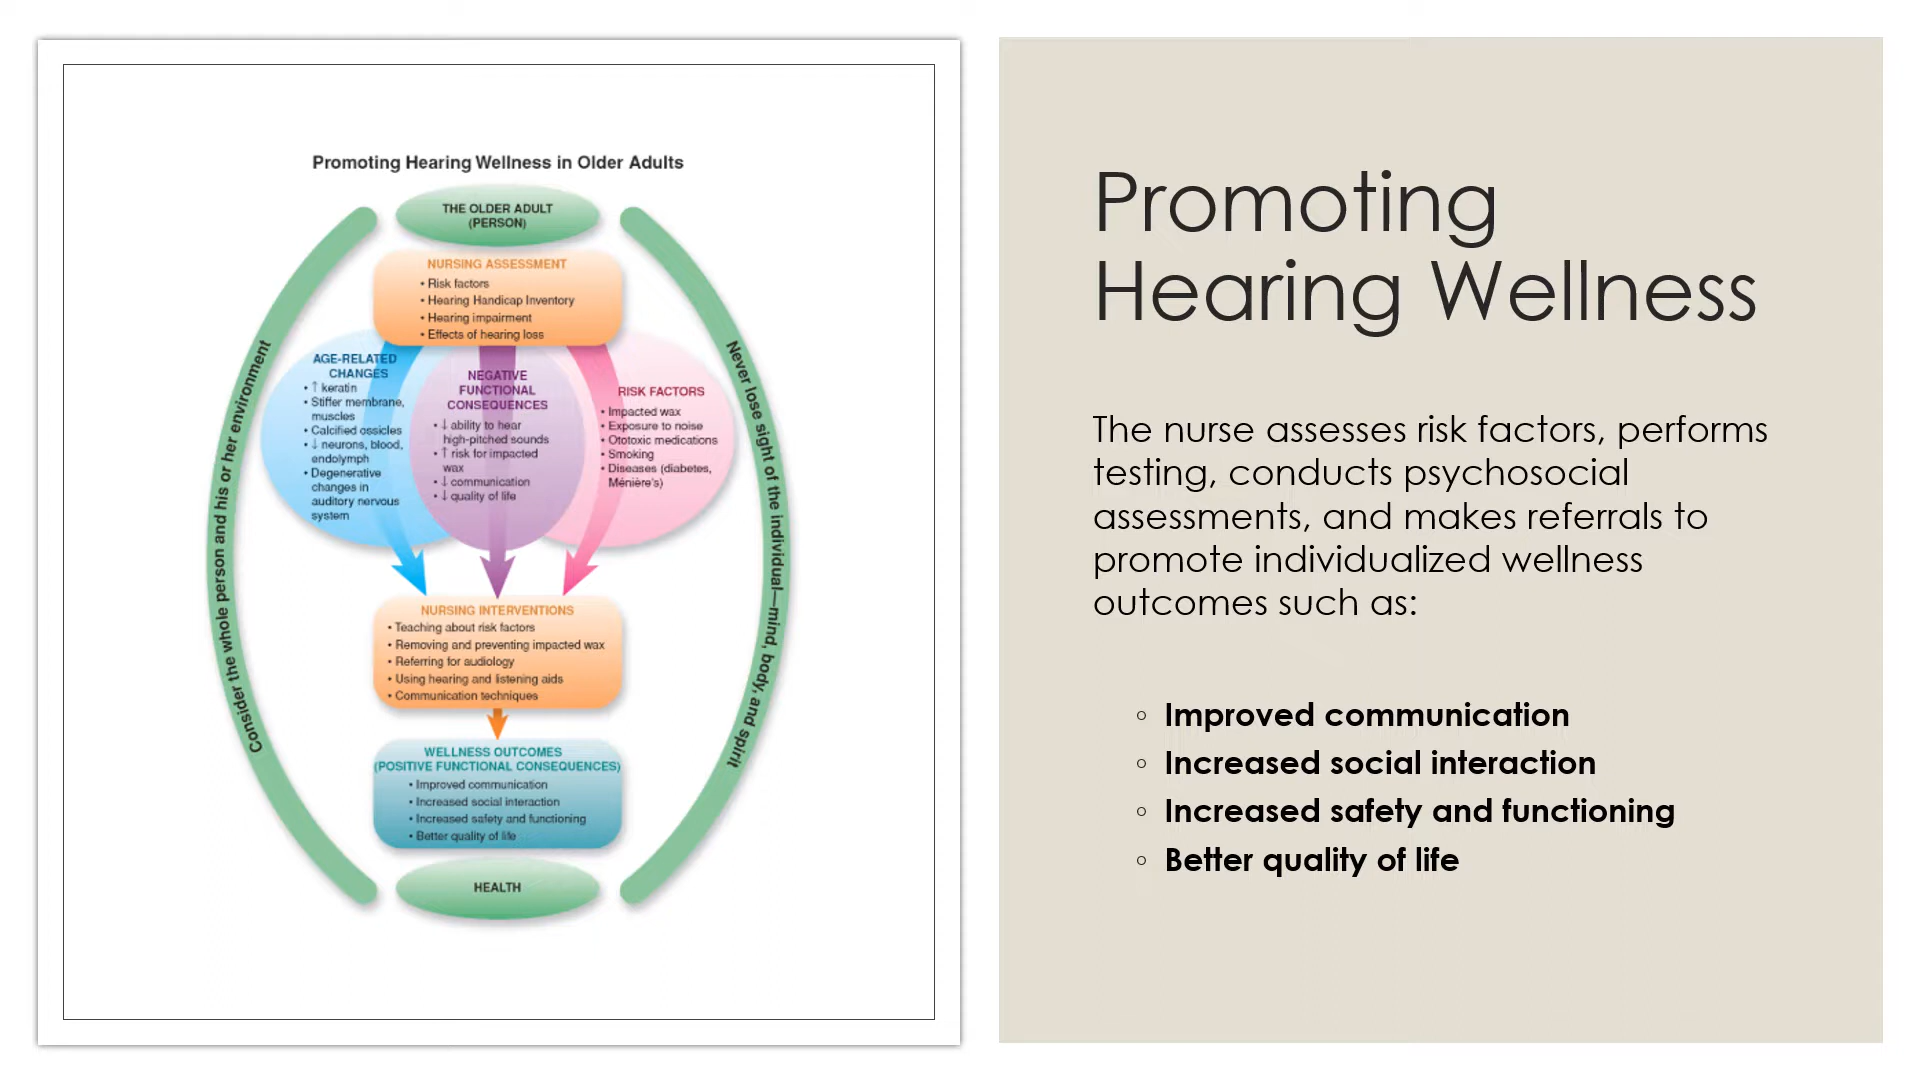 Promoting Hearing Wellness in Older Adults
THE OLDER ADULT
(PERSON)
NURSING ASSESSMENT
• Risk factors
• Hearing Handicap Inventory
• Hearing impairment
• Effects of hearing loss
AGE-RELATED
CHANGES
• ↑ keratin
• Stiffer membrane,
muscles
• Calcified ossicles
• ↓ neurons, blood,
endolymph
• Degenerative
changes in
auditory nervous
system
NEGATIVE
FUNCTIONAL
CONSEQUENCES
• ↓ ability to hear
high-pitched sounds
• ↑ risk for impacted
wax
• ↓ communication
• ↓ quality of life
RISK FACTORS
• Impacted wax
• Exposure to noise
• Ototoxic medications
• Smoking
• Diseases (diabetes,
Ménière's)
NURSING INTERVENTIONS
• Teaching about risk factors
• Removing and preventing impacted wax
• Referring for audiology
• Using hearing and listening aids
• Communication techniques
WELLNESS OUTCOMES
(POSITIVE FUNCTIONAL CONSEQUENCES)
• Improved communication
• Increased social interaction
• Increased safety and functioning
• Better quality of life
HEALTH
Consider the whole person and his or her environment
Never lose sight of the individual—mind, body, and spirit
Promoting
Hearing Wellness
The nurse assesses risk factors, performs
testing, conducts psychosocial
assessments, and makes referrals to
promote individualized wellness
outcomes such as:
◦ Improved communication
◦ Increased social interaction
◦ Increased safety and functioning
◦ Better quality of life